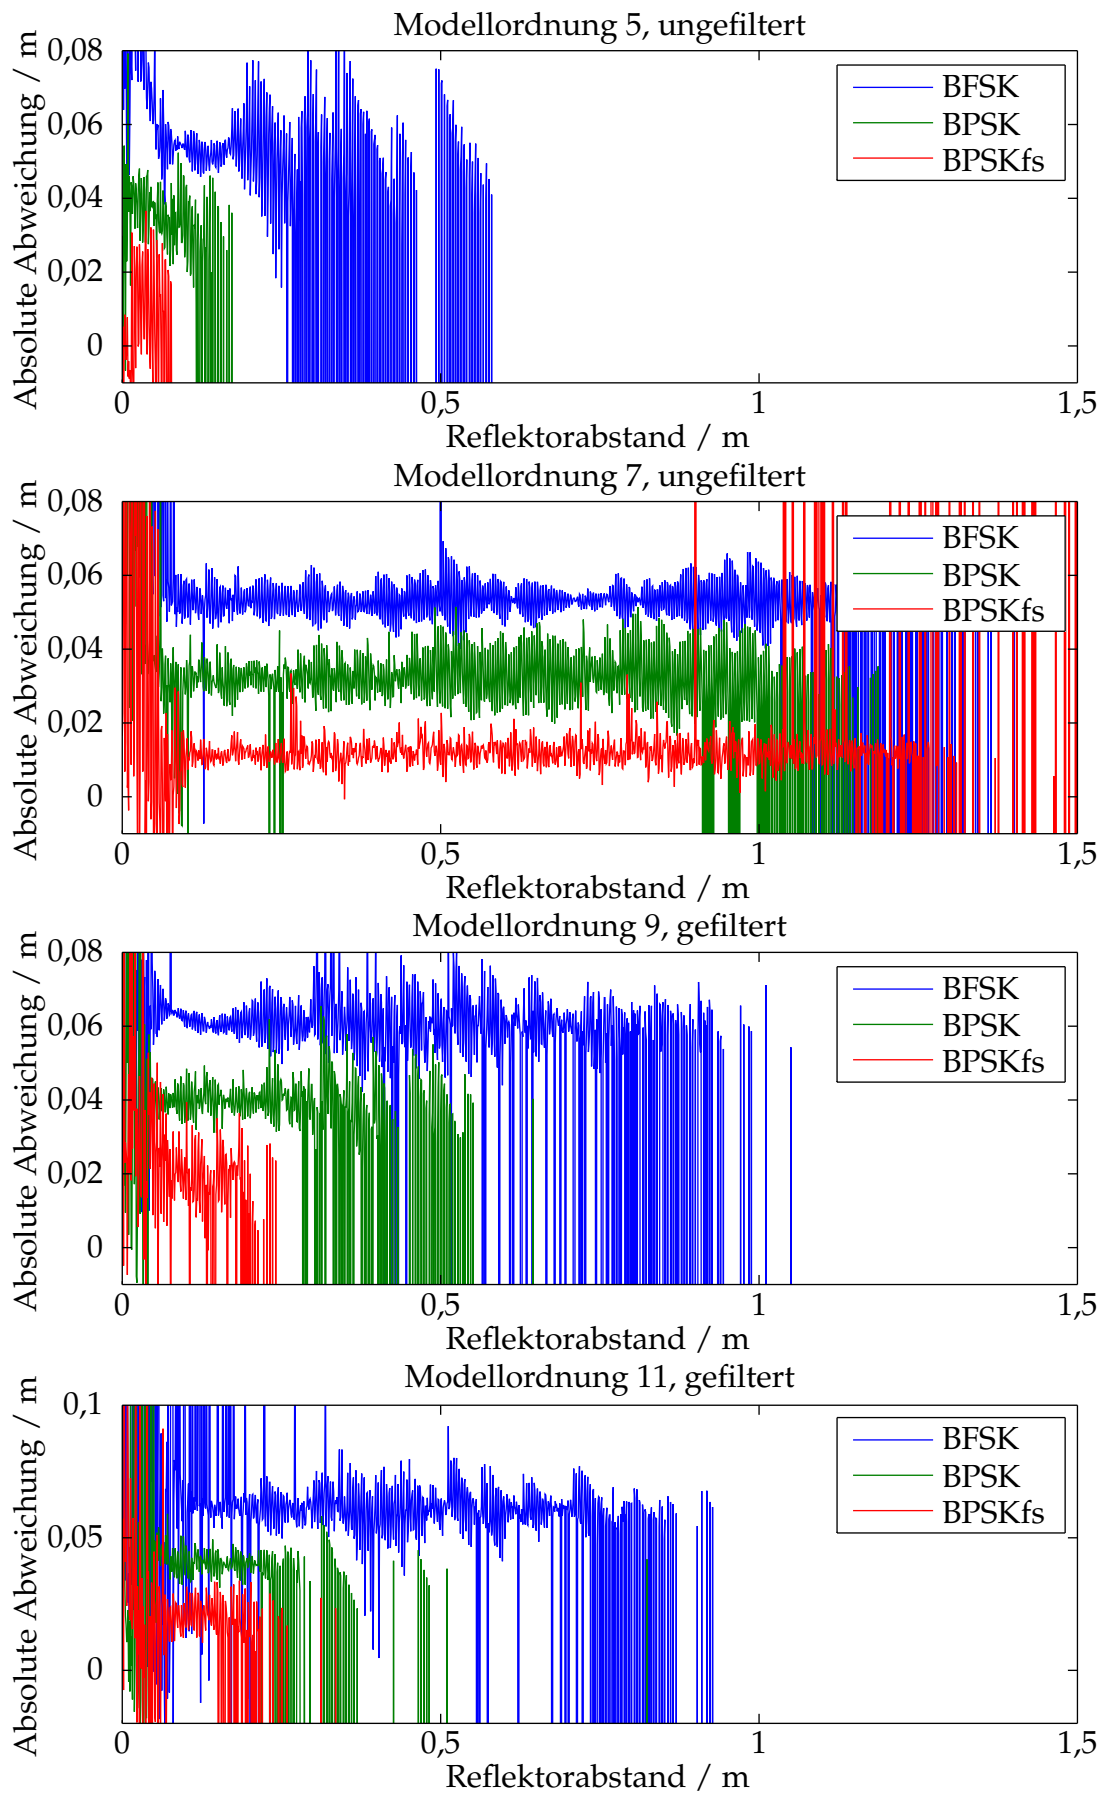 Modellordnung 5, ungefiltert
Absolute Abweichung / m
0,08
0,06
0,04
0,02
0
BFSK
BPSK
BPSKfs
0 0,5 1 1,5
Reflektorabstand / m
Modellordnung 7, ungefiltert
Absolute Abweichung / m
0,08
0,06
0,04
0,02
0
BFSK
BPSK
BPSKfs
0 0,5 1 1,5
Reflektorabstand / m
Modellordnung 9, gefiltert
Absolute Abweichung / m
0,08
0,06
0,04
0,02
0
BFSK
BPSK
BPSKfs
0 0,5 1 1,5
Reflektorabstand / m
Modellordnung 11, gefiltert
Absolute Abweichung / m
0,1
0,05
0
BFSK
BPSK
BPSKfs
0 0,5 1 1,5
Reflektorabstand / m